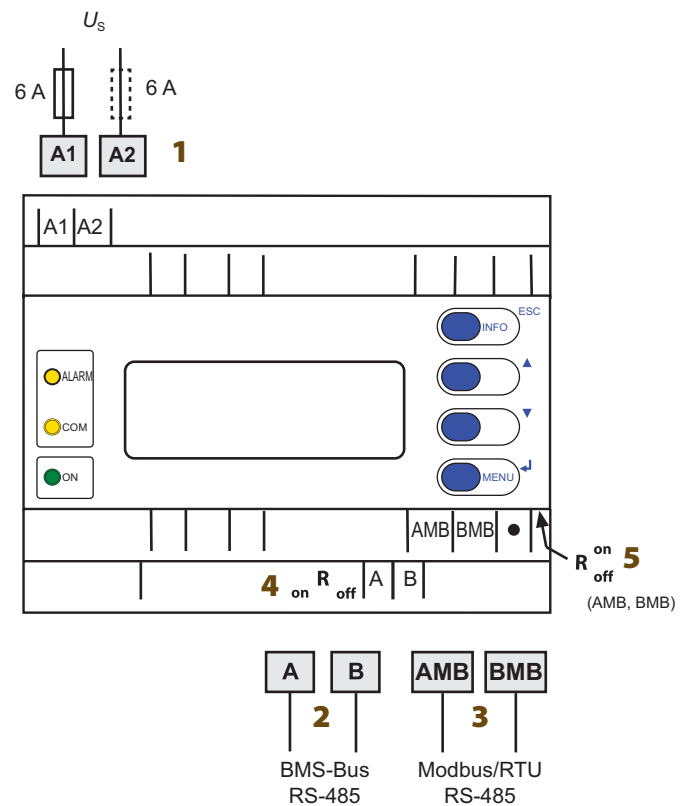 US
6 A
6 A
A1
A2
1
A1
A2
ESC
INFO
ALARM
COM
ON
MENU
AMB
BMB
4
on
R
off
A
B
R
on
off
5
(AMB, BMB)
A
B
AMB
BMB
2
3
BMS-Bus
RS-485
Modbus/RTU
RS-485